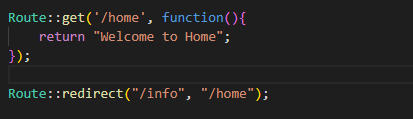 Route::get('/home', function(){
    return "Welcome to Home";
});
Route::redirect("/info", "/home");